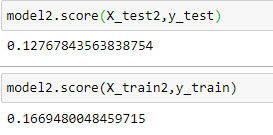 model2.score(X_test2,y_test)
0.12767843563838754
model2.score(X_train2,y_train)
0.1669480048459715